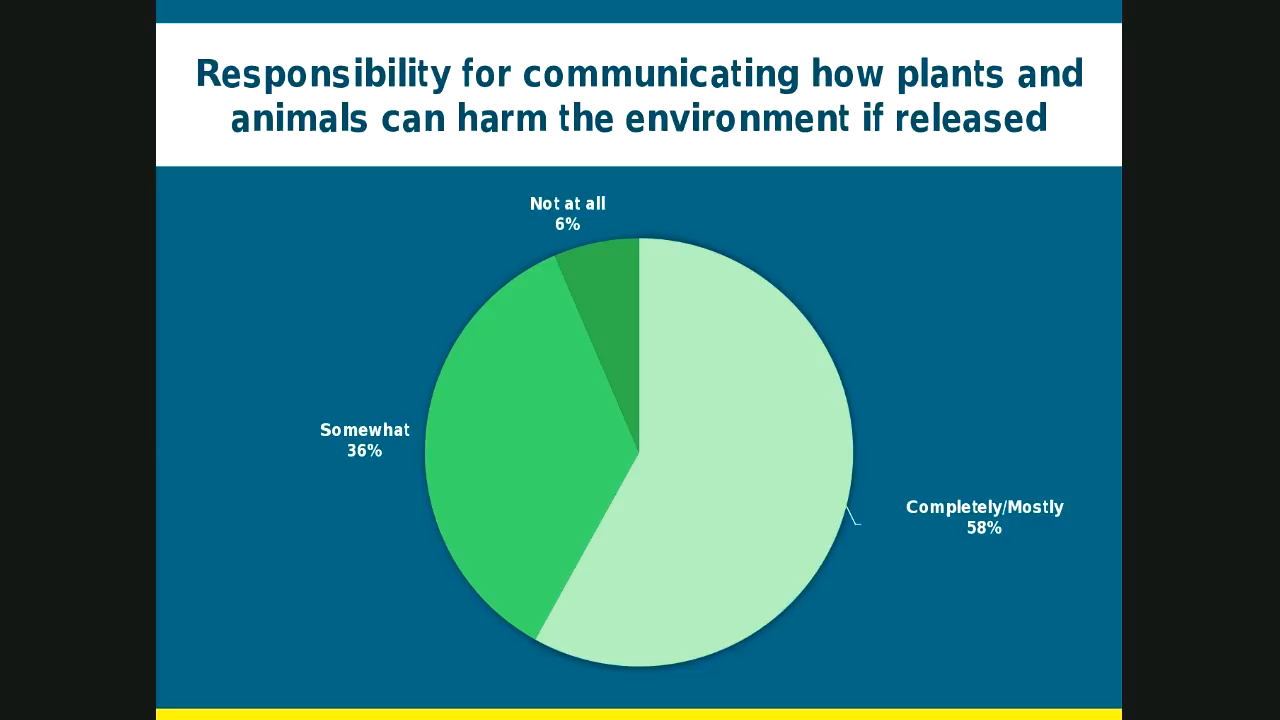 Responsibility for communicating how plants and
animals can harm the environment if released
Not at all
6%
Somewhat
36%
Completely/Mostly
58%